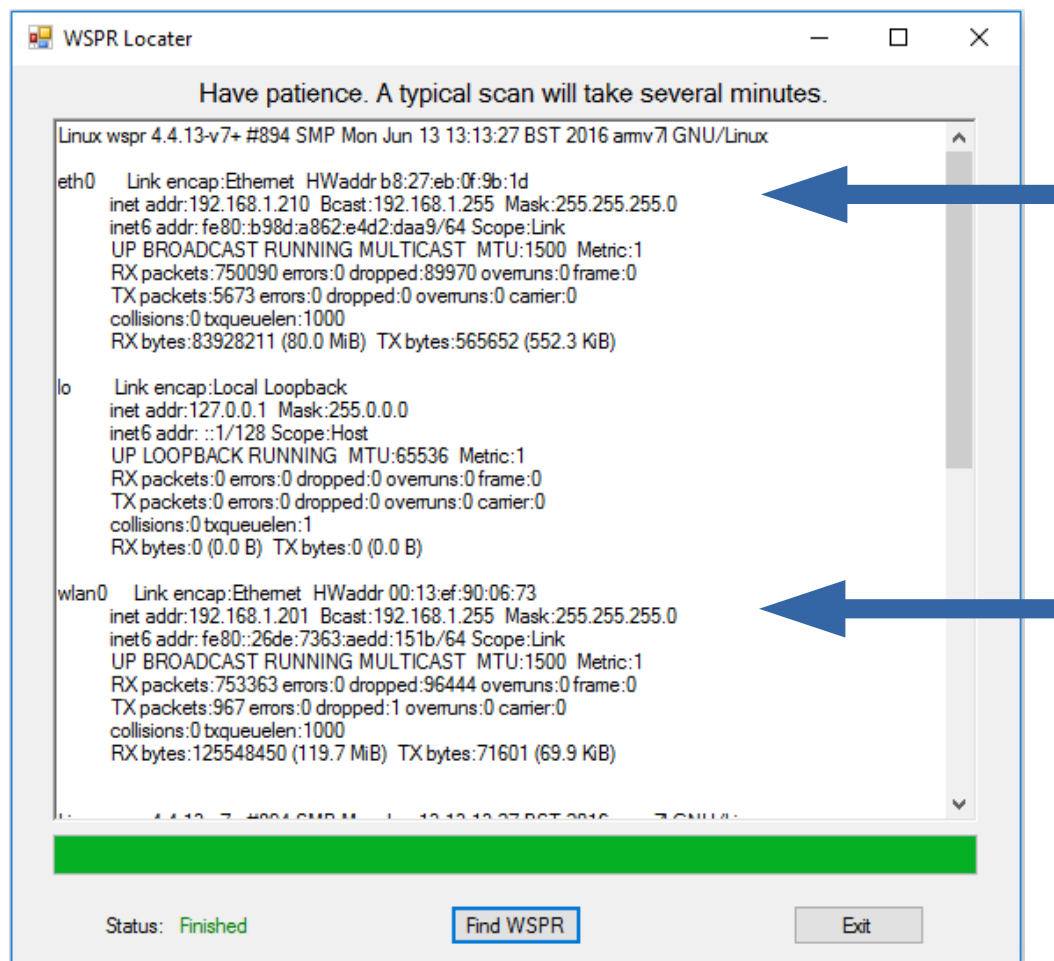 WSPR Locater
Have patience. A typical scan will take several minutes.
Linux wspr 4.4.13-v7+ #894 SMP Mon Jun 13 13:13:27 BST 2016 armv7l GNU/Linux
eth0 Link encap:Ethernet HWaddr b8:27:eb:0f:9b:1d
inet addr:192.168.1.210 Bcast:192.168.1.255 Mask:255.255.255.0
inet6 addr: fe80::b98d:a862:e4d2:daa9/64 Scope:Link
UP BROADCAST RUNNING MULTICAST MTU:1500 Metric:1
RX packets:750090 errors:0 dropped:89970 overruns:0 frame:0
TX packets:5673 errors:0 dropped:0 overruns:0 carrier:0
collisions:0 txqueuelen:1000
RX bytes:83928211 (80.0 MiB) TX bytes:565652 (552.3 KiB)
lo Link encap:Local Loopback
inet addr:127.0.0.1 Mask:255.0.0.0
inet6 addr: ::1/128 Scope:Host
UP LOOPBACK RUNNING MTU:65536 Metric:1
RX packets:0 errors:0 dropped:0 overruns:0 frame:0
TX packets:0 errors:0 dropped:0 overruns:0 carrier:0
collisions:0 txqueuelen:1
RX bytes:0 (0.0 B) TX bytes:0 (0.0 B)
wlan0 Link encap:Ethernet HWaddr 00:13:ef:90:06:73
inet addr:192.168.1.201 Bcast:192.168.1.255 Mask:255.255.255.0
inet6 addr: fe80::26de:7363:aedd:151b/64 Scope:Link
UP BROADCAST RUNNING MULTICAST MTU:1500 Metric:1
RX packets:753363 errors:0 dropped:96444 overruns:0 frame:0
TX packets:967 errors:0 dropped:1 overruns:0 carrier:0
collisions:0 txqueuelen:1000
RX bytes:125548450 (119.7 MiB) TX bytes:71601 (69.9 KiB)
Status: Finished
Find WSPR
Exit